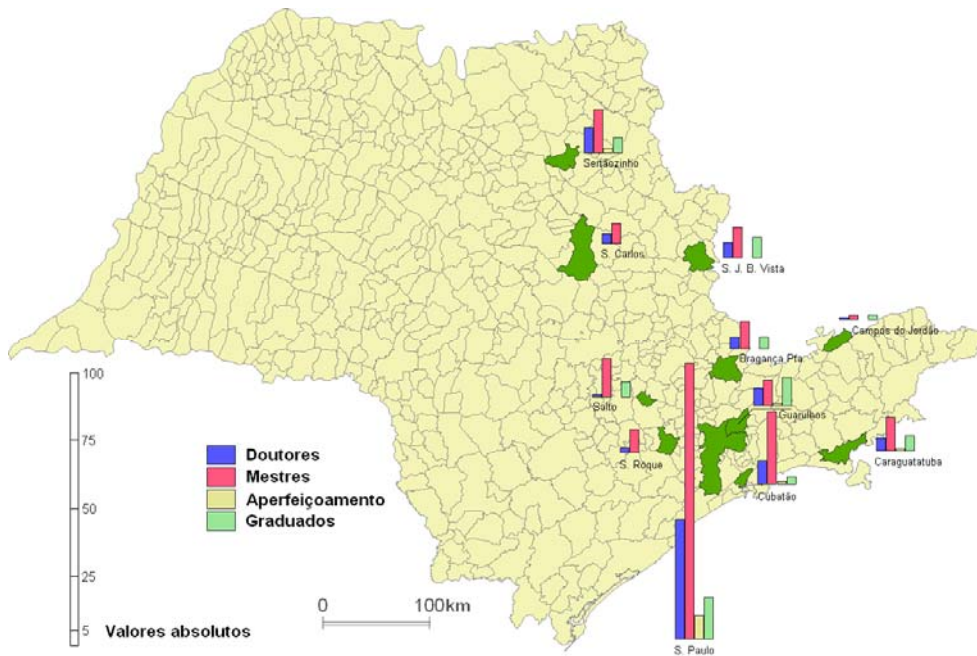 Sertãozinho
S. Carlos
S. J. B. Vista
Campos do Jordão
Bragança Pta.
Salto
Guarulhos
S. Roque
Caraguatatuba
Cubatão
S. Paulo
100
75
50
25
5
Doutores
Mestres
Aperfeiçoamento
Graduados
0 100km
Valores absolutos